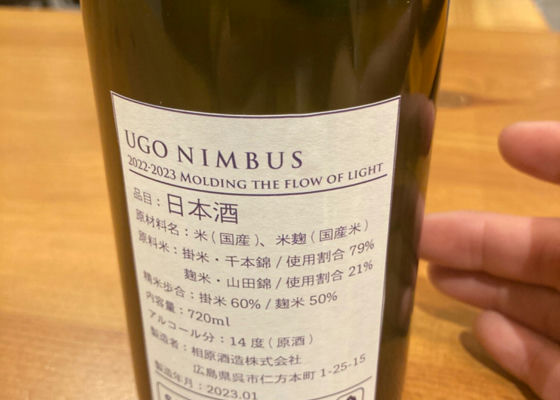 UGO NIMBUS
2022-2023 MOLDING THE FLOW OF LIGHT
品目：日本酒
原材料名：米(国産)、米麹(国産米)
原料米：掛米・千本錦/使用割合 79%
麹米・山田錦/使用割合 21%
精米歩合：掛米 60%/麹米 50%
内容量：720ml
アルコール分：14度(原酒)
製造者：相原酒造株式会社
広島県呉市仁方本町 1-25-15
製造年月：2023.01